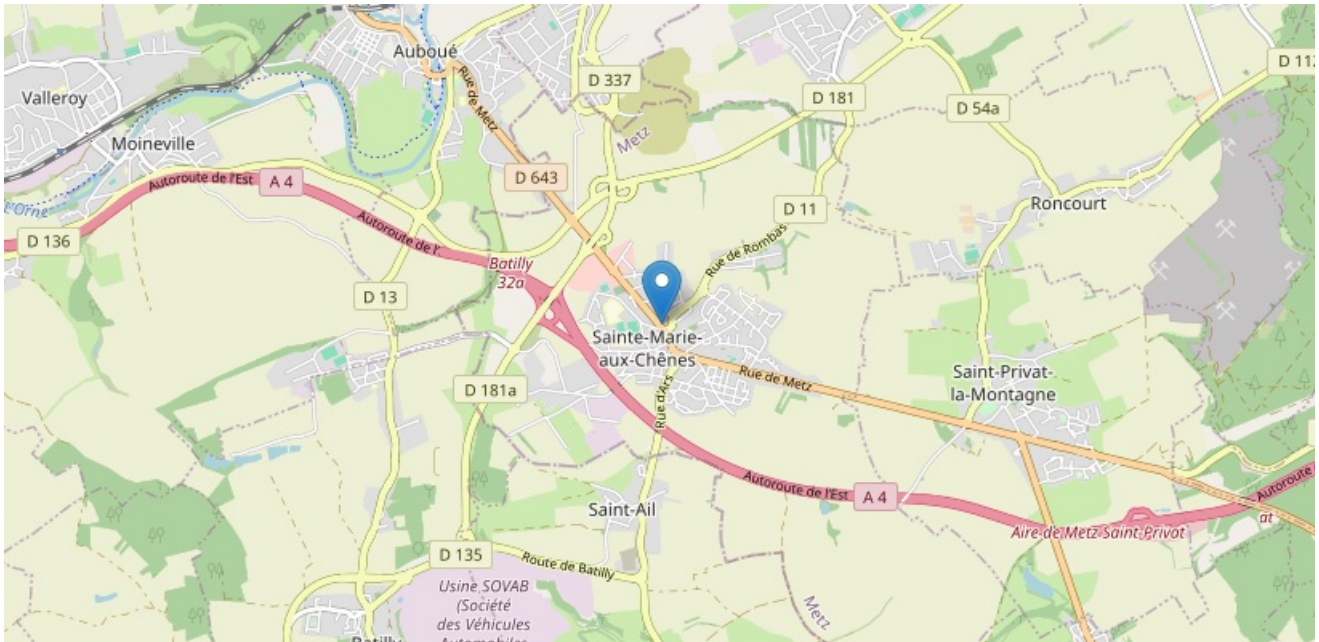 Auboué
Rue de Metz
D 337
D 112
Valleroy
D 181
D 54a
Metz
Moineville
D 643
Autoroute de l'Est
A 4
Roncourt
l'Orne
D 11
Autoroute de l'.
D 136
Rue de Rombas
Batilly
32a
D 13
Sainte-Marie-
aux-Chênes
Rue de Metz
Saint-Privat-
la-Montagne
D 181a
Rue d'Ars
Autoroute de l'Est
A 4
Autoroute
Saint-Ail
at
Aire de Metz-Saint-Privat
D 135
Route de Batilly
Usine SOVAB
(Société
des Véhicules
Automobiles
Metz
Batilly